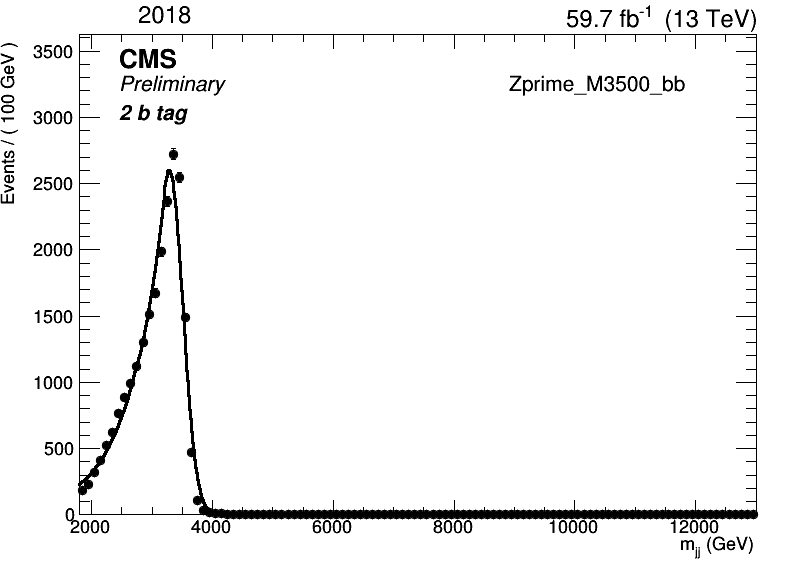 2018
59.7 fb-1 (13 TeV)
CMS
Preliminary
2 b tag
Zprime_M3500_bb
Events / ( 100 GeV )
3500
3000
2500
2000
1500
1000
500
0
2000
4000
6000
8000
10000
12000
mjj (GeV)